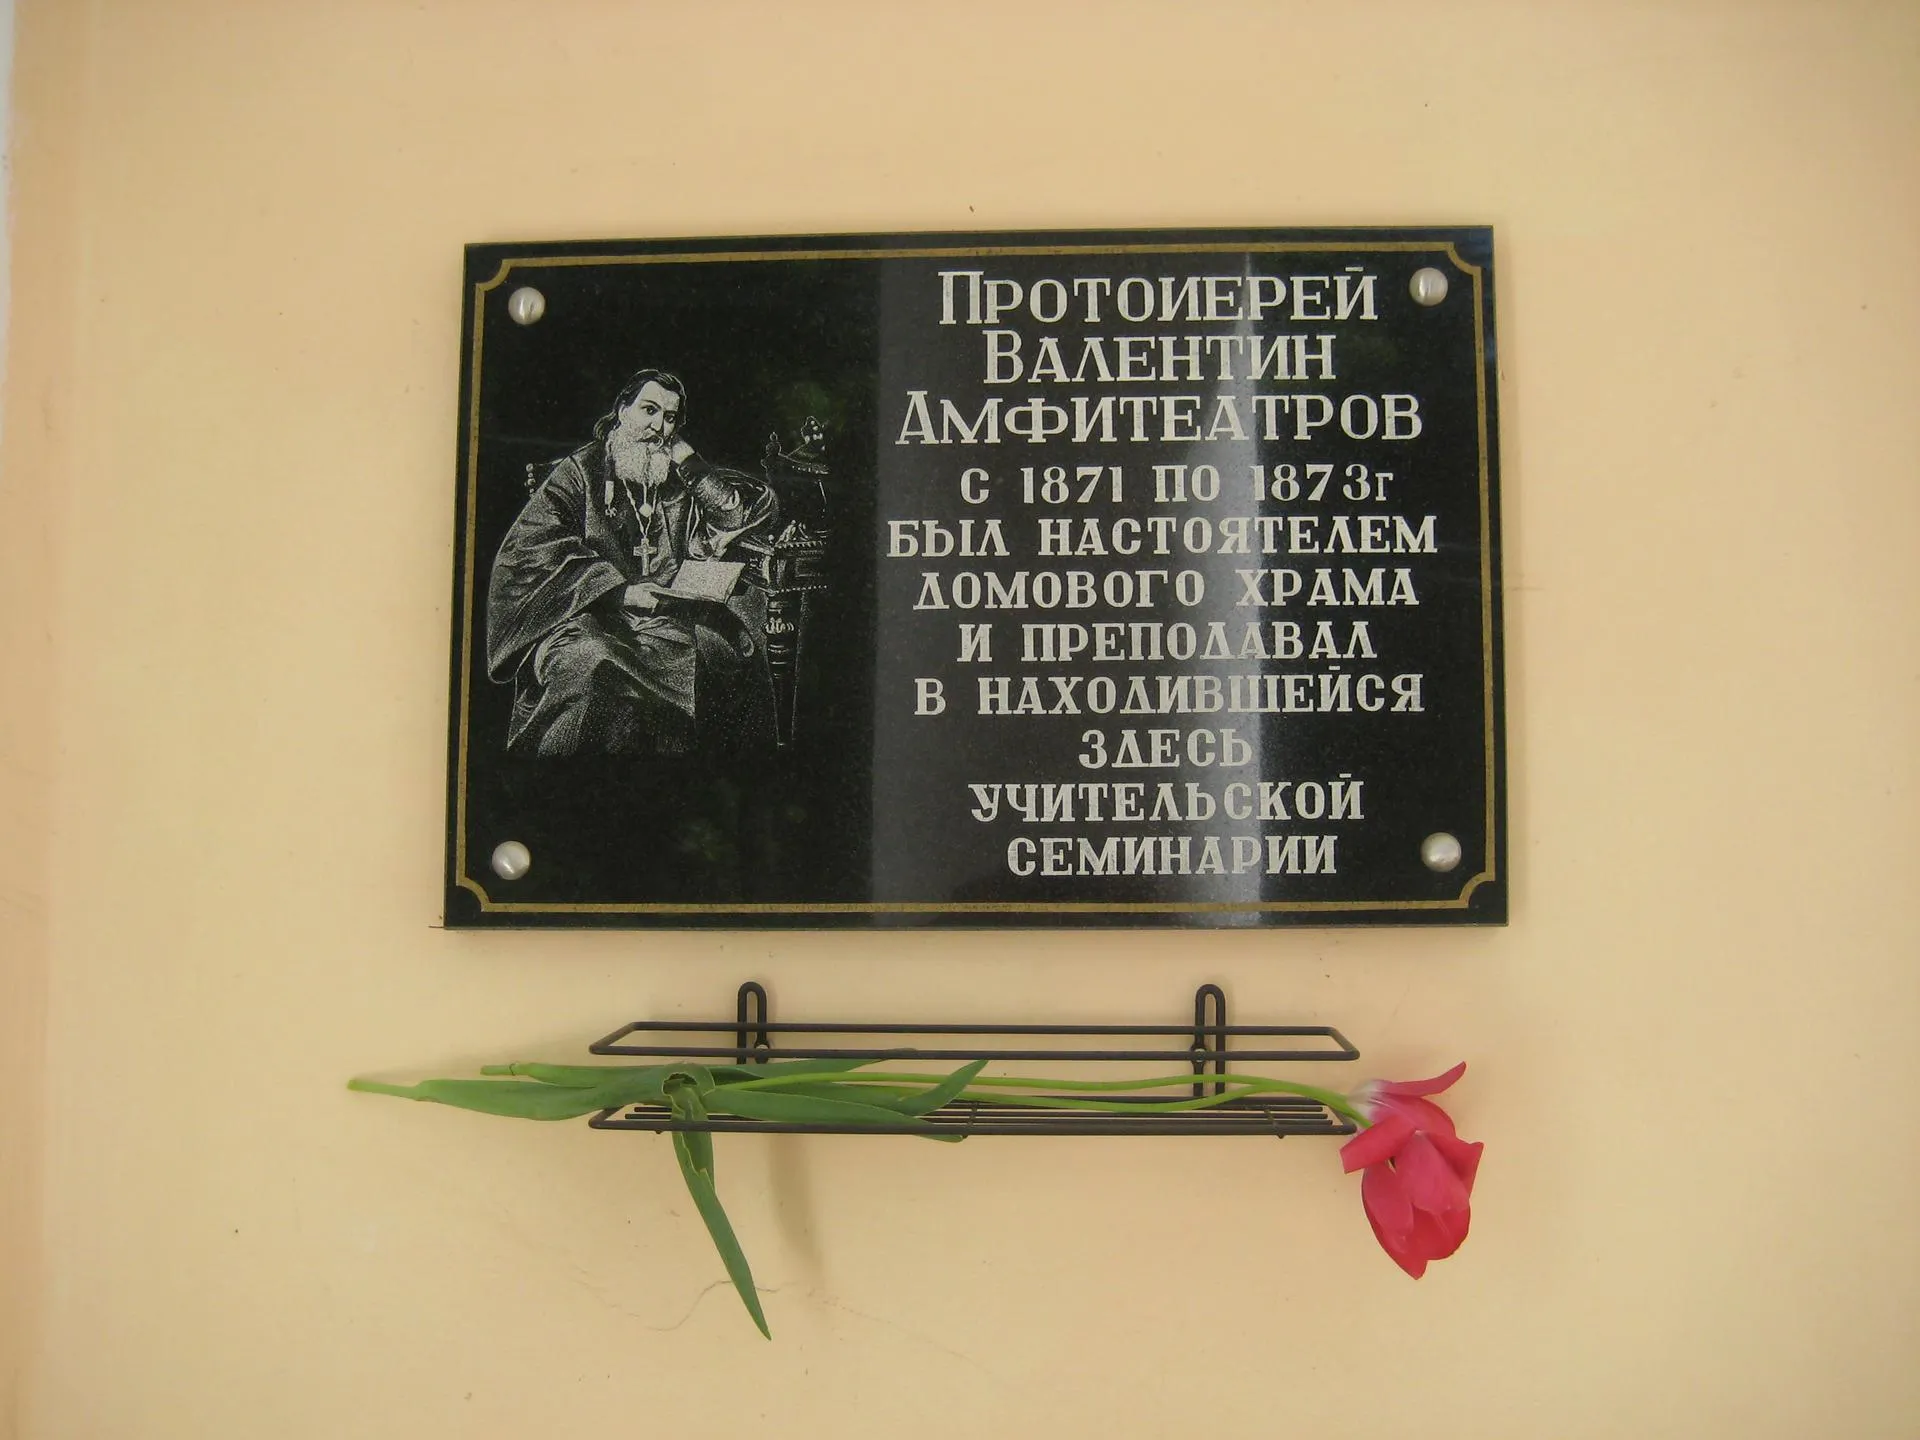 Протоиерей
Валентин
Амфитеатров
с 1871 по 1873г
был настоятелем
домового храма
и преподавал
в находившейся
здесь
учительской
семинарии